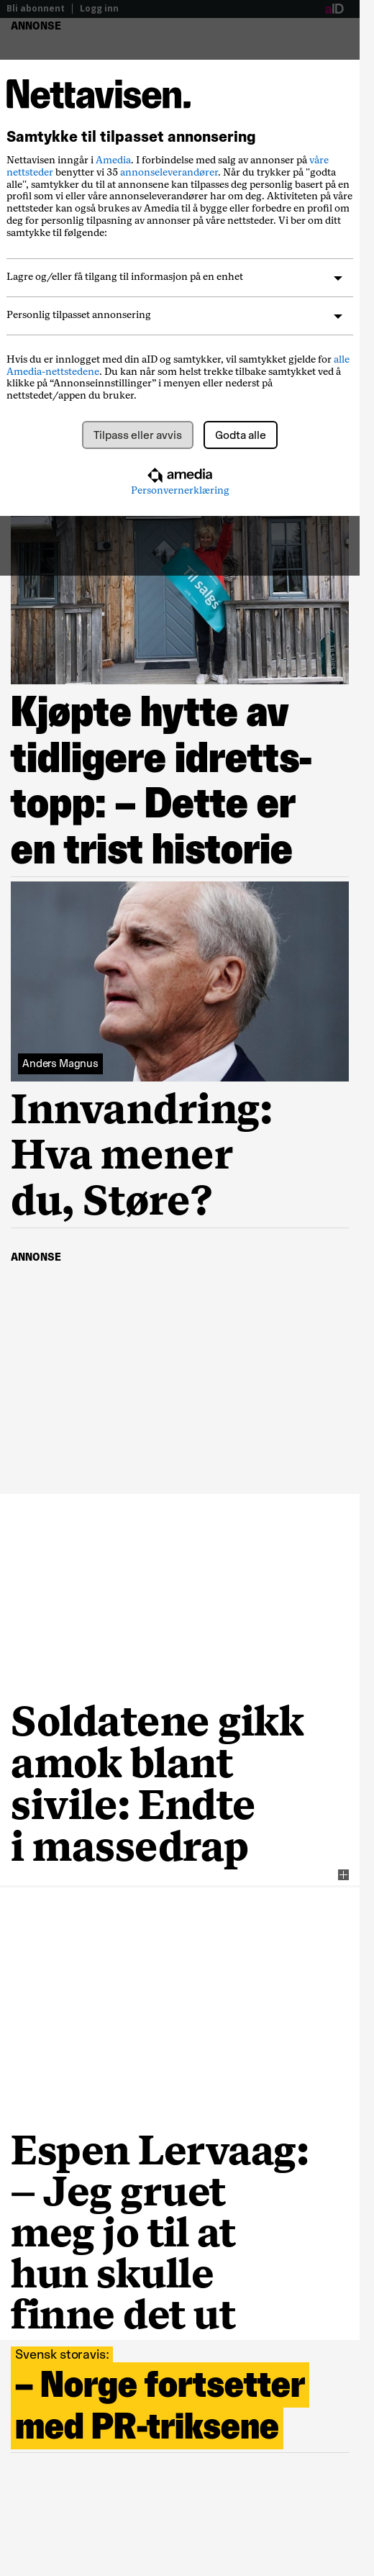 Bli abonnent | Logg inn
aID
ANNONSE
Nettavisen.
Samtykke til tilpasset annonsering
Nettavisen inngår i Amedia. I forbindelse med salg av annonser på våre
nettsteder benytter vi 35 annonseleverandører. Når du trykker på "godta
alle", samtykker du til at annonsene kan tilpasses deg personlig basert på en
profil som vi eller våre annonseleverandører har om deg. Aktiviteten på våre
nettsteder kan også brukes av Amedia til å bygge eller forbedre en profil om
deg for personlig tilpasning av annonser på våre nettsteder. Vi ber om ditt
samtykke til følgende:
Lagre og/eller få tilgang til informasjon på en enhet
Personlig tilpasset annonsering
Hvis du er innlogget med din aID og samtykker, vil samtykket gjelde for alle
Amedia-nettstedene. Du kan når som helst trekke tilbake samtykket ved å
klikke på “Annonseinnstillinger” i menyen eller nederst på
nettstedet/appen du bruker.
Tilpass eller avvis
Godta alle
amedia
Personvernerklæring
Til salgs
Kjøpte hytte av
tidligere idretts-
topp: – Dette er
en trist historie
Anders Magnus
Innvandring:
Hva mener
du, Støre?
ANNONSE
Soldatene gikk
amok blant
sivile: Endte
i massedrap
Espen Lervaag:
– Jeg gruet
meg jo til at
hun skulle
finne det ut
Svensk storavis:
– Norge fortsetter
med PR-triksene